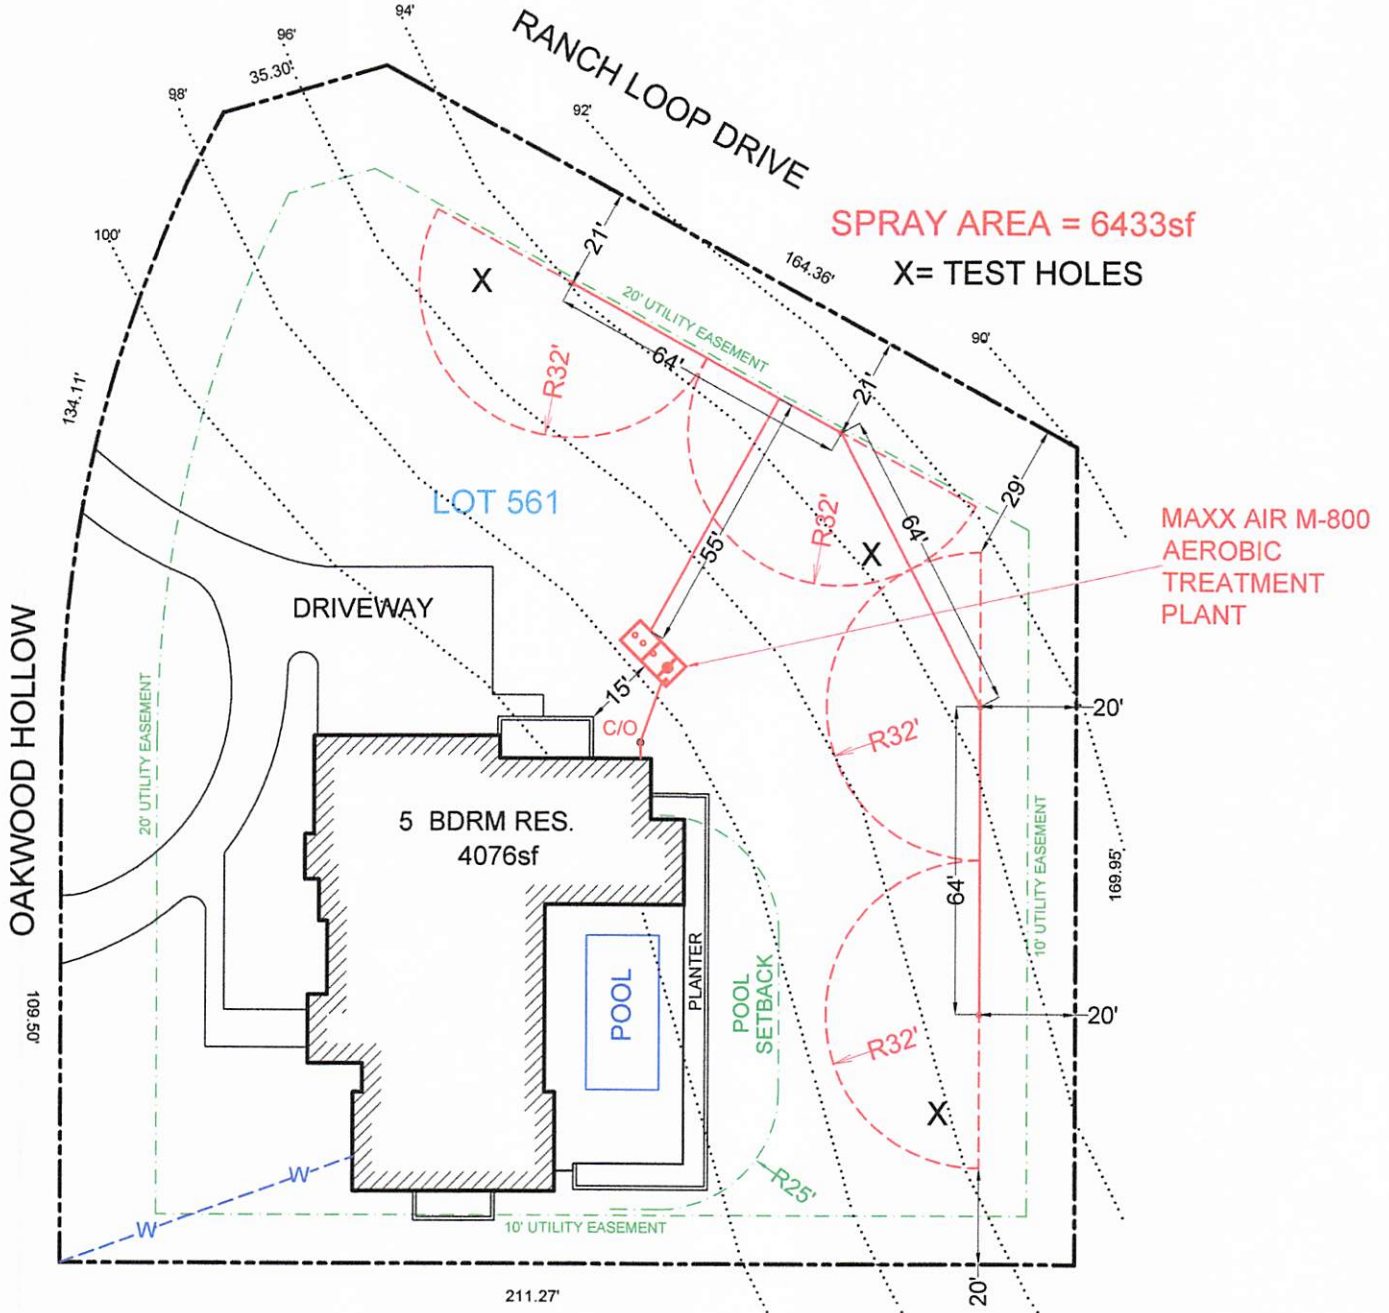 94'
96'
35.30'
98'
RANCH LOOP DRIVE
92'
100'
21'
SPRAY AREA = 6433sf
X= TEST HOLES
164.36'
X
20' UTILITY EASEMENT
90'
64'
R32'
21'
134.11'
LOT 561
29'
64'
R32'
55'
X
MAXX AIR M-800
AEROBIC
TREATMENT
PLANT
DRIVEWAY
15'
C/O
20'
R32'
OAKWOOD HOLLOW
20' UTILITY EASEMENT
5 BDRM RES.
4076sf
64'
10' UTILITY EASEMENT
169.95'
POOL
PLANTER
POOL
SETBACK
109.50'
20'
R32'
X
W
W
R25'
10' UTILITY EASEMENT
20'
211.27'